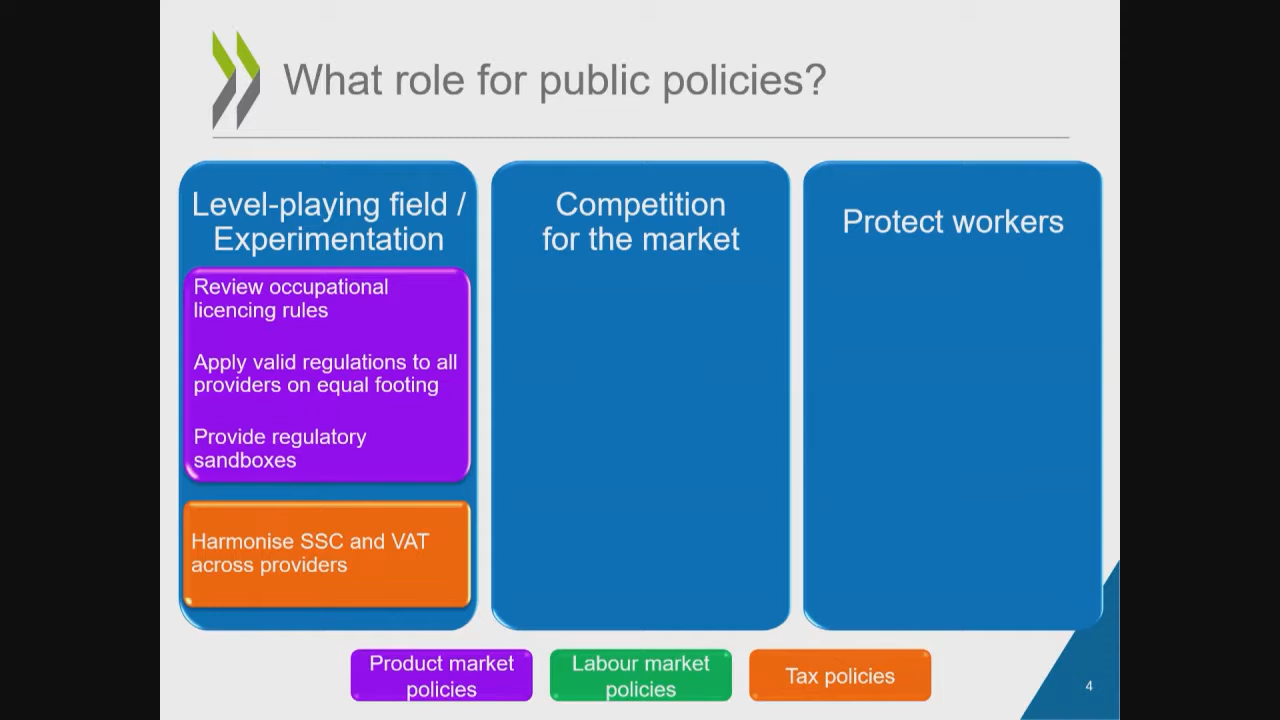 What role for public policies?
Level-playing field /
Experimentation
Review occupational
licencing rules
Apply valid regulations to all
providers on equal footing
Provide regulatory
sandboxes
Harmonise SSC and VAT
across providers
Competition
for the market
Protect workers
Product market
policies
Labour market
policies
Tax policies
4